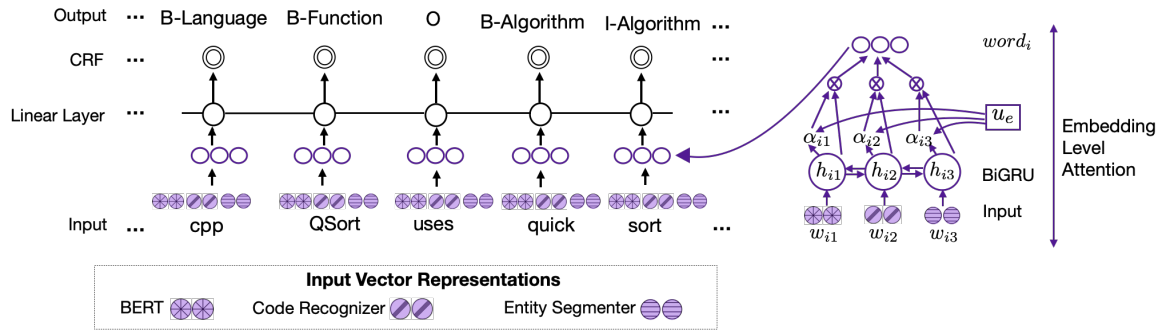 Output ... B-Language B-Function O B-Algorithm I-Algorithm ...
CRF ... ...
Linear Layer ... ...
Input ... cpp QSort uses quick sort ...
word_i
u_e
α_i1 α_i2 α_i3
h_i1 h_i2 h_i3 BiGRU
Input
w_i1 w_i2 w_i3
Embedding
Level
Attention
Input Vector Representations
BERT Code Recognizer Entity Segmenter